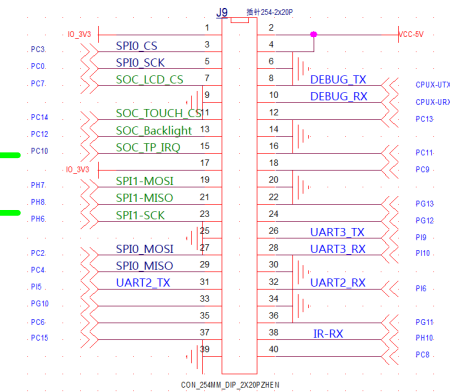 J9 插针254-2x20P
IO_3V3 1 2 VCC-5V
PC3 SPI0_CS 3 4
PC0 SPI0_SCK 5 6
PC7 SOC_LCD_CS 7 8 DEBUG_TX CPUX-UTX
9 10 DEBUG_RX CPUX-URX
PC14 SOC_TOUCH_CS 11 12 PC13
PC12 SOC_Backlight 13 14
PC10 SOC_TP_IRQ 15 16 PC11
IO_3V3 17 18 PC9
PH7 SPI1-MOSI 19 20
PH8 SPI1-MISO 21 22 PG13
PH6 SPI1-SCK 23 24 PG12
25 26 UART3_TX PI9
PC2 SPI0_MOSI 27 28 UART3_RX PI10
PC4 SPI0_MISO 29 30
PI5 UART2_TX 31 32 UART2_RX PI6
PG10 33 34
PC6 35 36 PG11
PC15 37 38 IR-RX PH10
39 40 PC8
CON_254MM_DIP_2X20PZHEN